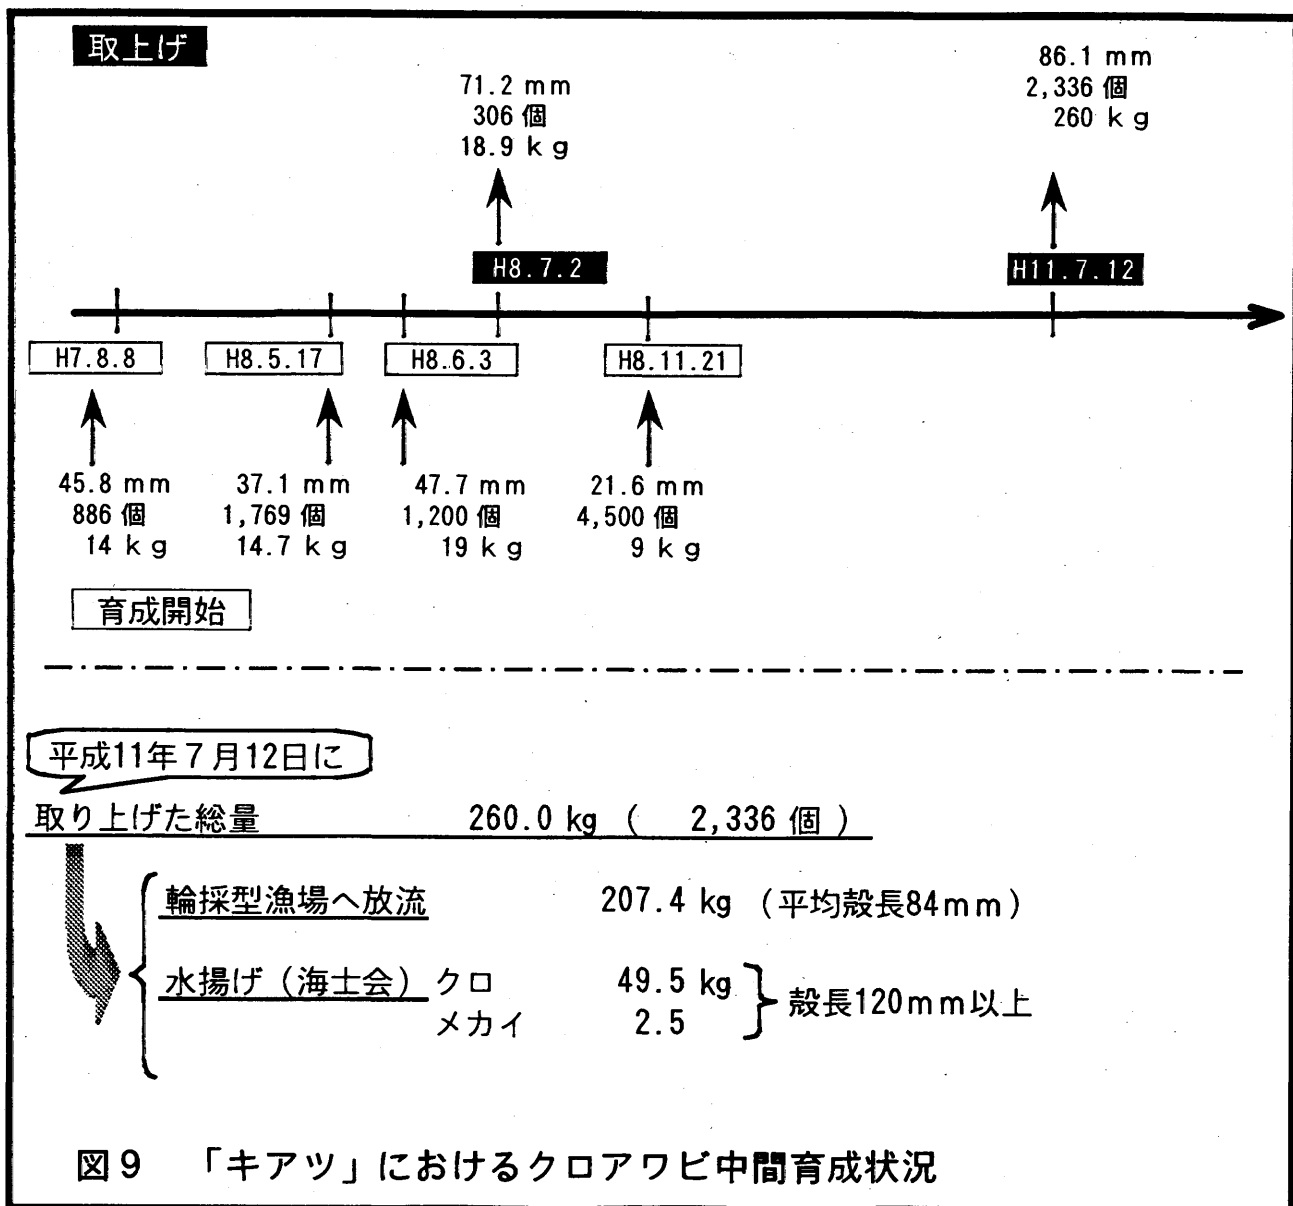 取上げ
71.2 mm
306 個
18.9 kg
86.1 mm
2,336 個
260 kg
H8.7.2
H11.7.12
H7.8.8
H8.5.17
H8.6.3
H8.11.21
45.8 mm
886 個
14 kg
37.1 mm
1,769 個
14.7 kg
47.7 mm
1,200 個
19 kg
21.6 mm
4,500 個
9 kg
育成開始
平成11年7月12日に
取り上げた総量 260.0 kg ( 2,336 個 )
輪採型漁場へ放流 207.4 kg (平均殻長84mm)
水揚げ(海士会) クロ 49.5 kg
メカイ 2.5
殻長120mm以上
図9 「キアツ」におけるクロアワビ中間育成状況